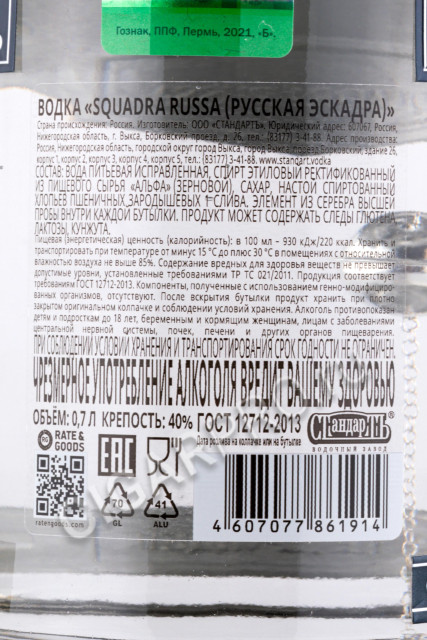 Гознак, ППФ, Пермь, 2021, «Б».
ВОДКА «SQUADRA RUSSA (РУССКАЯ ЭСКАДРА)»
Страна происхождения: Россия. Изготовитель: ООО «СТАНДАРТЪ». Юридический адрес: 607067, Россия,
Нижегородская область, г. Выкса, Борковский проезд, д. 26, тел.: (83177) 3-41-88. Адрес производства:
Россия, Нижегородская область, городской округ город Выкса, город Выкса, проезд Борковский, здание 26,
корпус 1, корпус 2, корпус 3, корпус 4, корпус 5, тел.: (83177) 3-41-88. www.standart.vodka
СОСТАВ: ВОДА ПИТЬЕВАЯ ИСПРАВЛЕННАЯ, СПИРТ ЭТИЛОВЫЙ РЕКТИФИКОВАННЫЙ
ИЗ ПИЩЕВОГО СЫРЬЯ «АЛЬФА» (ЗЕРНОВОЙ), САХАР, НАСТОЙ СПИРТОВАННЫЙ
ХЛОПЬЕВ ПШЕНИЧНЫХ ЗАРОДЫШЕВЫХ 1 СЛИВА. ЭЛЕМЕНТ ИЗ СЕРЕБРА ВЫСШЕЙ
ПРОБЫ ВНУТРИ КАЖДОЙ БУТЫЛКИ. ПРОДУКТ МОЖЕТ СОДЕРЖАТЬ СЛЕДЫ ГЛЮТЕНА,
ЛАКТОЗЫ, КУНЖУТА.
Пищевая (энергетическая) ценность (калорийность): в 100 мл – 930 кДж/220 ккал. Хранить и
транспортировать при температуре от минус 15 °С до плюс 30 °С в помещениях с относительной
влажностью воздуха не выше 85%. Содержание вредных для здоровья веществ не превышает
допустимые уровни, установленные требованиями ТР ТС 021/2011. Продукция соответствует
требованиям ГОСТ 12712-2013. Компоненты, полученные с использованием генно-модифициро-
ванных организмов, отсутствуют. После вскрытия бутылки продукт хранить при плотно
закрытом оригинальном колпачке и соблюдении условий хранения. Алкоголь противопоказан
детям и подросткам до 18 лет, беременным и кормящим женщинам, лицам с заболеваниями
центральной нервной системы, почек, печени и других органов пищеварения.
ПРИ СОБЛЮДЕНИИ УСЛОВИЙ ХРАНЕНИЯ И ТРАНСПОРТИРОВАНИЯ СРОК ГОДНОСТИ НЕ ОГРАНИЧЕН.
ЧРЕЗМЕРНОЕ УПОТРЕБЛЕНИЕ АЛКОГОЛЯ ВРЕДИТ ВАШЕМУ ЗДОРОВЬЮ
ОБЪЁМ: 0,7 Л КРЕПОСТЬ: 40% ГОСТ 12712-2013
Дата розлива на колпачке или на бутылке
СТАНДАРТЪ
ВОДОЧНЫЙ ЗАВОД
RG RATE & GOODS
EAC
rategoods.com
70
GL
41
ALU
4 607077 861914